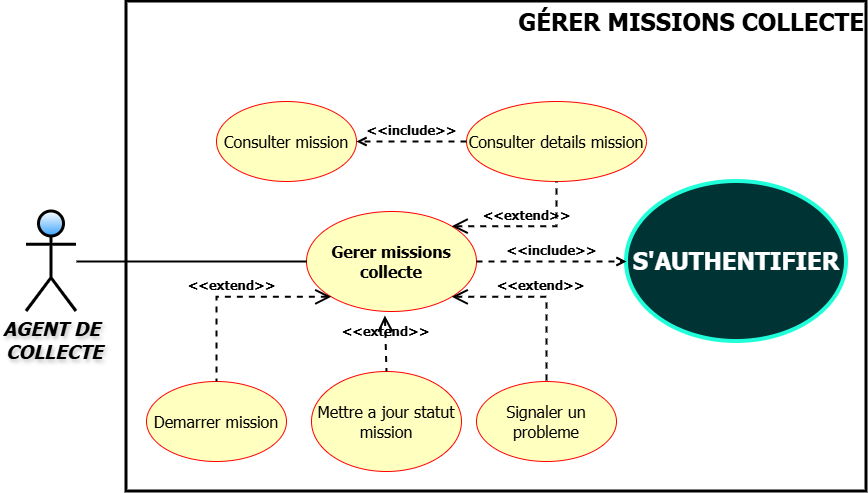 GÉRER MISSIONS COLLECTE
Consulter mission
<<include>>
Consulter details mission
<<extend>>
Gerer missions
collecte
<<include>>
S'AUTHENTIFIER
AGENT DE
COLLECTE
<<extend>>
<<extend>>
<<extend>>
Demarrer mission
Mettre a jour statut
mission
Signaler un
probleme